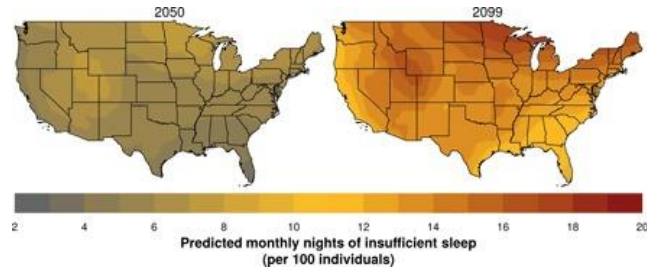 2050 2099
2 4 6 8 10 12 14 16 18 20
Predicted monthly nights of insufficient sleep
(per 100 individuals)